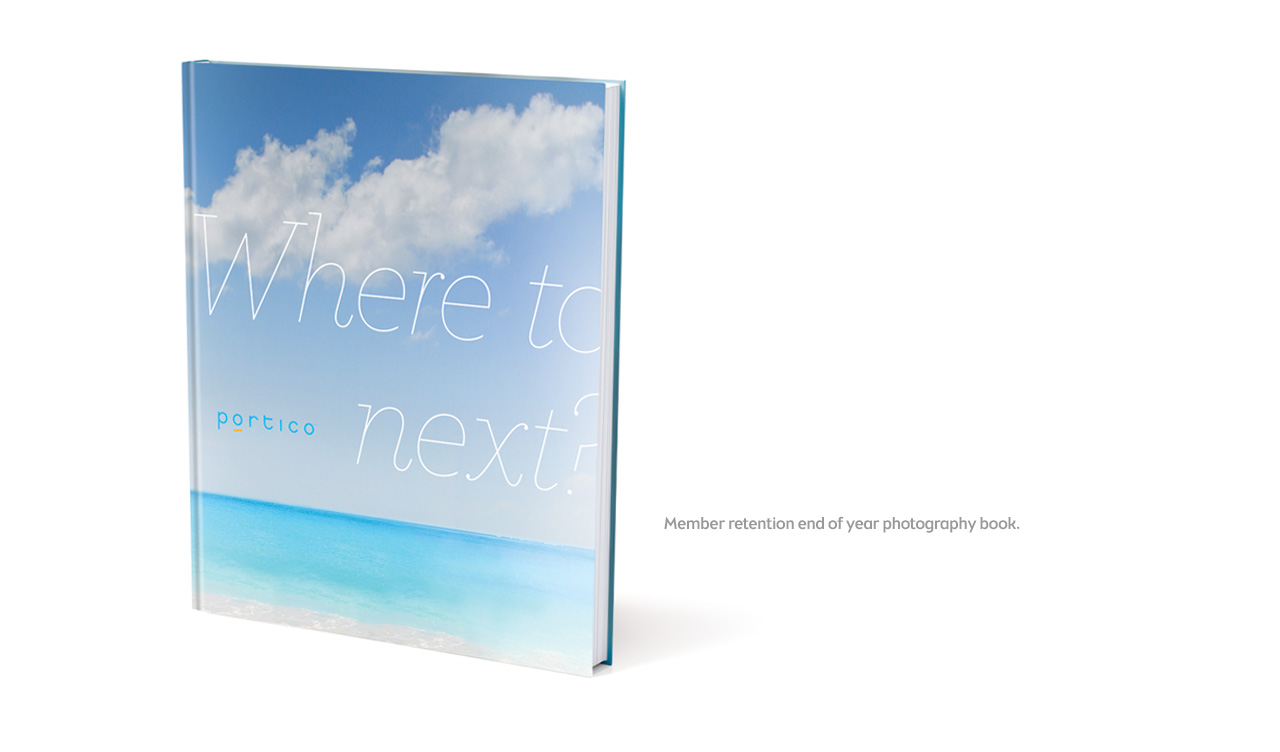 Where to
next?
portico
Member retention end of year photography book.